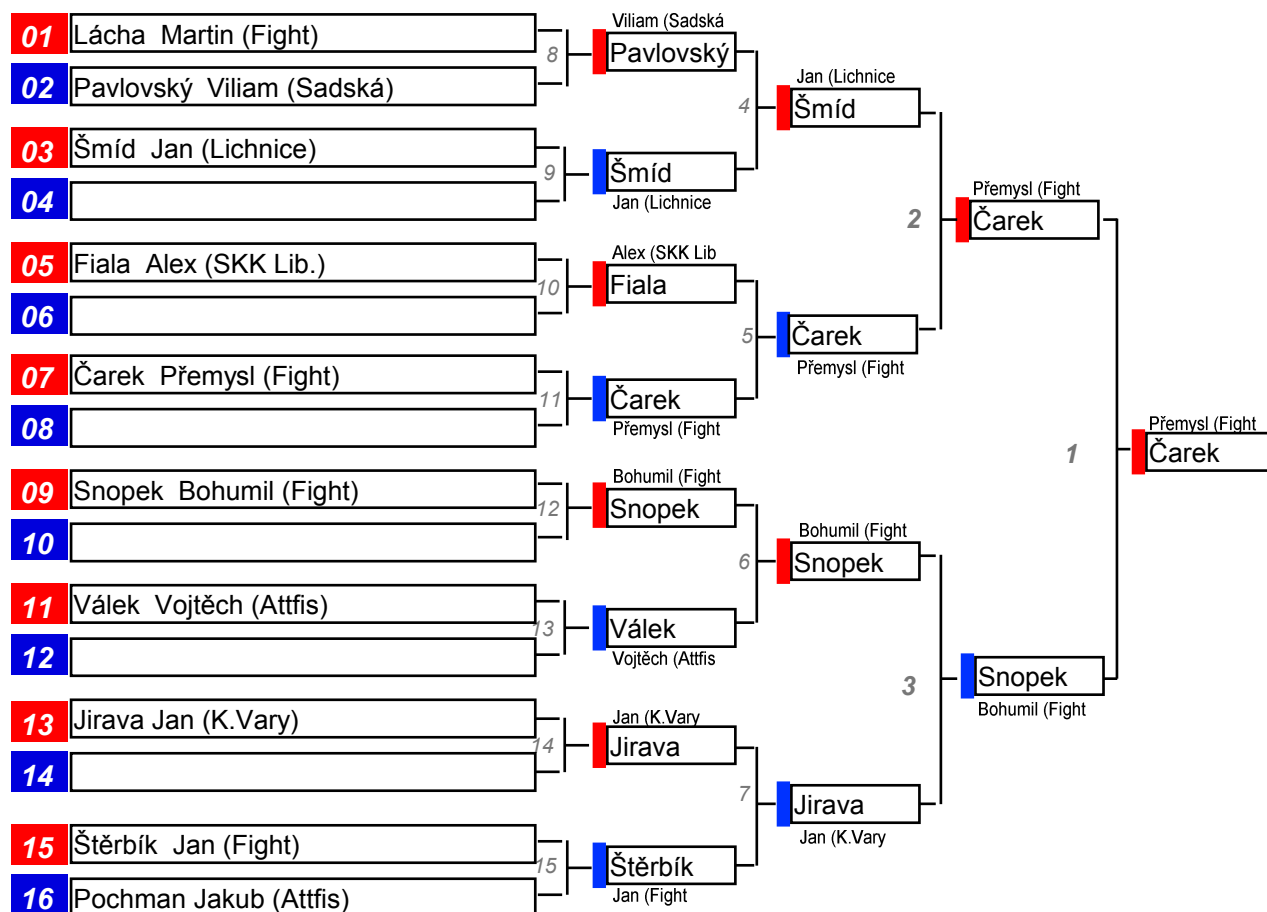 01 Lácha  Martin (Fight)
02 Pavlovský  Viliam (Sadská)
03 Šmíd  Jan (Lichnice)
04
05 Fiala  Alex (SKK Lib.)
06
07 Čarek  Přemysl (Fight)
08
09 Snopek  Bohumil (Fight)
10
11 Válek  Vojtěch (Attfis)
12
13 Jirava Jan (K.Vary)
14
15 Štěrbík  Jan (Fight)
16 Pochman Jakub (Attfis)
8
9
10
11
12
13
14
15
Viliam (Sadská
Pavlovský
Šmíd
Jan (Lichnice
Alex (SKK Lib
Fiala
Čarek
Přemysl (Fight
Bohumil (Fight
Snopek
Válek
Vojtěch (Attfis
Jan (K.Vary
Jirava
Štěrbík
Jan (Fight
4
5
6
7
Jan (Lichnice
Šmíd
Čarek
Přemysl (Fight
Bohumil (Fight
Snopek
Jirava
Jan (K.Vary
2
3
Přemysl (Fight
Čarek
Snopek
Bohumil (Fight
1
Přemysl (Fight
Čarek